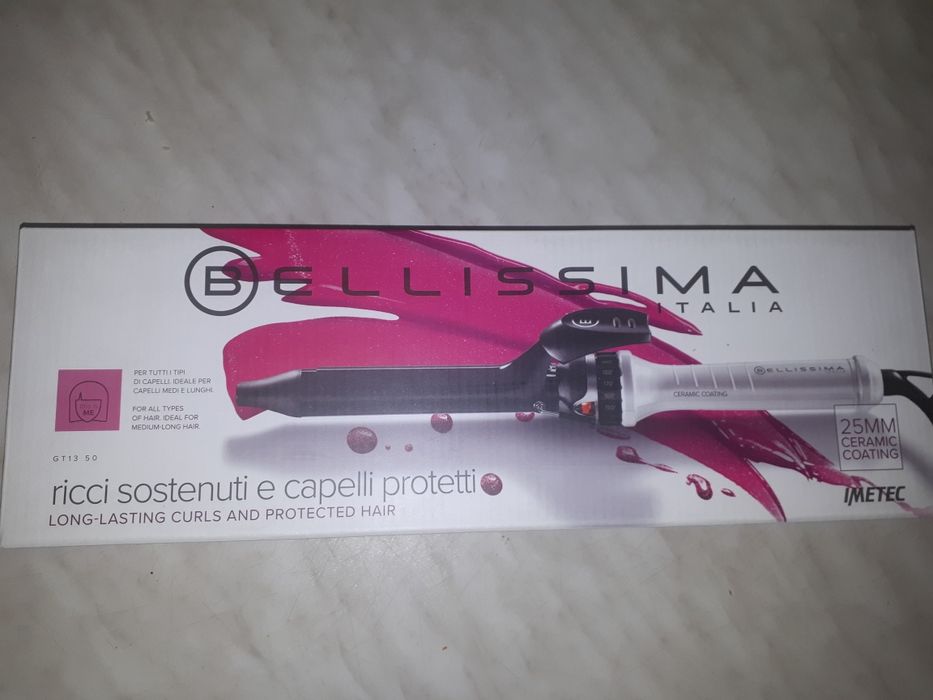 BELLISSIMA
ITALIA
PER TUTTI I TIPI
DI CAPELLI. IDEALE PER
CAPELLI MEDI E LUNGHI.
FOR ALL TYPES
OF HAIR. IDEAL FOR
MEDIUM-LONG HAIR.
ME
GT13 50
BELLISSIMA
CERAMIC COATING
25MM
CERAMIC
COATING
ricci sostenuti e capelli protetti
LONG-LASTING CURLS AND PROTECTED HAIR
IMETEC